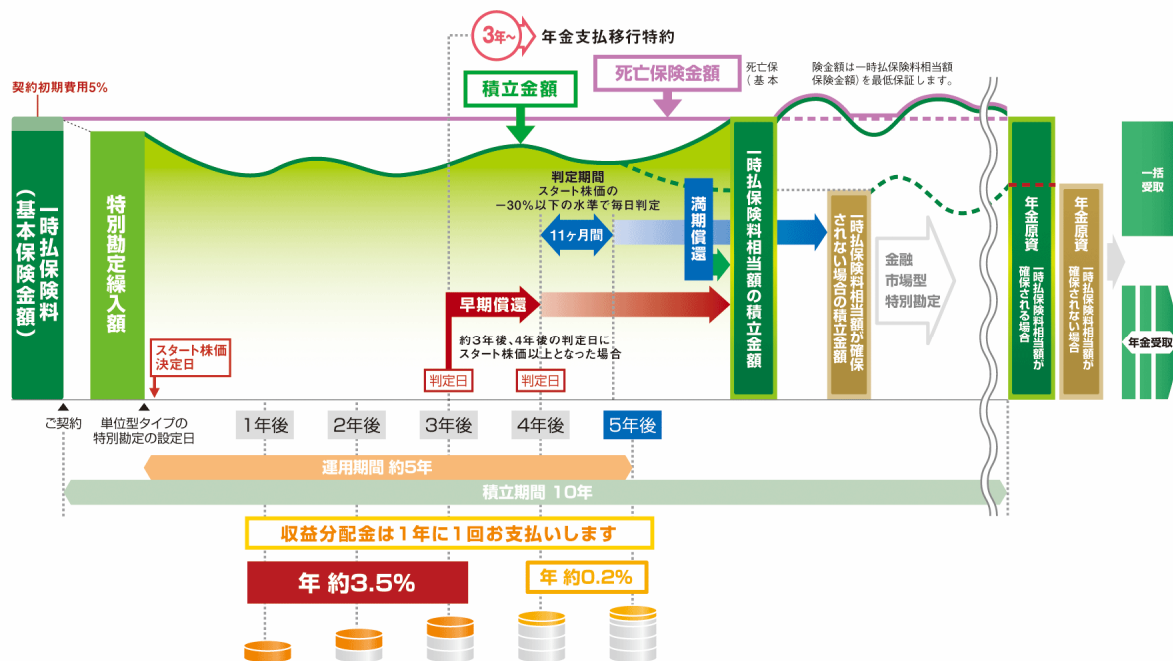 3年~
年金支払移行特約
契約初期費用5%
積立金額
死亡保険金額
死亡保
(基本
険金額は一時払保険料相当額
保険金額)を最低保証します。
一時払保険料
(基本保険金額)
特別勘定繰入額
スタート株価
決定日
判定期間
スタート株価の
−30%以下の水準で毎日判定
11ヶ月間
満期償還
早期償還
約3年後、4年後の判定日に
スタート株価以上となった場合
判定日
判定日
一時払保険料相当額の積立金額
一時払保険料相当額が確保
されない場合の積立金額
金融
市場型
特別勘定
年金原資
一時払保険料相当額が
確保される場合
年金原資
一時払保険料相当額が
確保されない場合
一括
受取
年金受取
ご契約
単位型タイプの
特別勘定の設定日
1年後
2年後
3年後
4年後
5年後
運用期間 約5年
積立期間 10年
収益分配金は1年に1回お支払いします
年 約3.5%
年 約0.2%